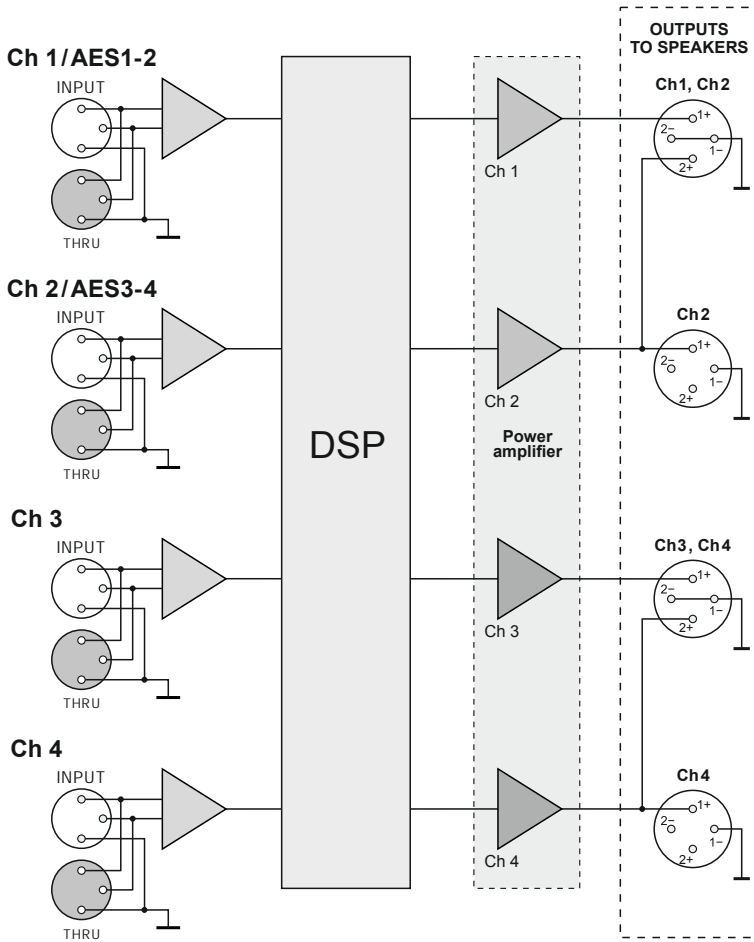 OUTPUTS
TO SPEAKERS
Ch 1/AES1-2
INPUT
THRU
Ch 1
Ch1, Ch2
1+
2−
1−
2+
Ch 2/AES3-4
INPUT
THRU
Ch 2
Ch2
1+
2−
1−
2+
DSP
Power
amplifier
Ch 3
INPUT
THRU
Ch 3
Ch3, Ch4
1+
2−
1−
2+
Ch 4
INPUT
THRU
Ch 4
Ch4
1+
2−
1−
2+